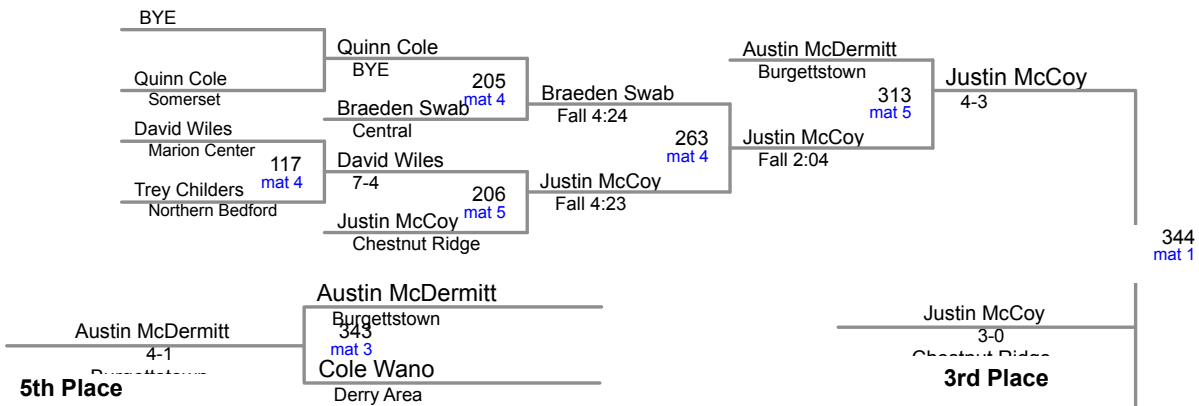 BYE
Quinn Cole
Somerset
David Wiles
Marion Center
117
mat 4
Trey Childers
Northern Bedford
Quinn Cole
BYE
205
mat 4
Braeden Swab
Central
David Wiles
7-4
206
mat 5
Justin McCoy
Chestnut Ridge
Braeden Swab
Fall 4:24
263
mat 4
Justin McCoy
Fall 4:23
Austin McDermitt
Burgettstown
313
mat 5
Justin McCoy
Fall 2:04
Justin McCoy
4-3
344
mat 1
Austin McDermitt
Burgettstown
343
mat 3
Cole Wano
Derry Area
Austin McDermitt
4-1
5th Place
Justin McCoy
3-0
Chestnut Ridge
3rd Place